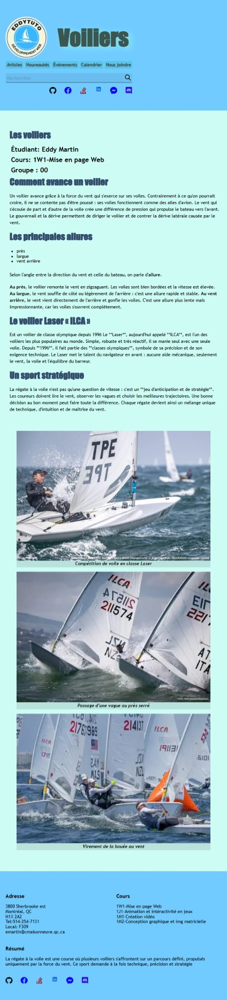 EDDYTUTO
DÉVELOPPEMENT WEB
Voiliers
Articles Nouveautés Événements Calendrier Nous joindre
Rechercher
Les voiliers
Étudiant: Eddy Martin
Cours: 1W1-Mise en page Web
Groupe : 00
Comment avance un voilier
Un voilier avance grâce à la force du vent qui s'exerce sur ses voiles. Contrairement à ce qu'on pourrait
croire, il ne se contente pas d'être poussé : ses voiles fonctionnent comme des ailes d'avion. Le vent qui
s'écoule de part et d'autre de la voile crée une différence de pression qui propulse le bateau vers l'avant.
Le gouvernail et la dérive permettent de diriger le voilier et de contrer la dérive latérale causée par le
vent.
Les principales allures
• près
• largue
• vent arrière
Selon l'angle entre la direction du vent et celle du bateau, on parle d'allure.
Au près, le voilier remonte le vent en zigzaguant. Les voiles sont bien bordées et la vitesse est élevée.
Au largue, le vent souffle de côté ou légèrement de l'arrière : c'est une allure rapide et stable. Au vent
arrière, le vent vient directement de l'arrière et gonfle les voiles. C'est une allure plus lente mais
impressionnante, car les voiles s'ouvrent complètement.
Le voilier Laser « ILCA »
Est un voilier de classe olympique depuis 1996 Le **Laser**, aujourd'hui appelé **ILCA**, est l'un des
voiliers les plus populaires au monde. Simple, robuste et très réactif, il se manie seul avec une seule
voile. Depuis **1996**, il fait partie des **classes olympiques**, symbole de sa précision et de son
exigence technique. Le Laser met le talent du navigateur en avant : aucune aide mécanique, seulement
le vent, la voile et l'équilibre du barreur.
Un sport stratégique
La régate à la voile n'est pas qu'une question de vitesse : c'est un **jeu d'anticipation et de stratégie**.
Les coureurs doivent lire le vent, observer les vagues et choisir les meilleures trajectoires. Une bonne
décision au bon moment peut faire toute la différence. Chaque régate devient ainsi un mélange unique
de technique, d'intuition et de maîtrise du vent.
TPE
TPE
Men's World Championship © JUNICHI HIRAI / BULKHEAD magazine JAPAN
Compétition de voile en classe Laser
ILCA
211574
211574
NZL
Passage d'une vague au près serré
989
214137
ILCA
ILCA
MAS
MAS
NZL
NZL
Virement de la bouée au vent
Adresse
3800 Sherbrooke est
Montréal, QC
H1X 2A2
Tel:514-254-7131
Local: F309
emartin@cmaisonneuve.qc.ca
Cours
1W1-Mise en page Web
1J1-Animation et intéractivité en jeux
1M1-Création vidéo
1M2-Conception graphique et img matricielle
Résumé
La régate à la voile est une course où plusieurs voiliers s'affrontent sur un parcours défini, propulsés
uniquement par la force du vent. Ce sport demande à la fois technique, précision et stratégie